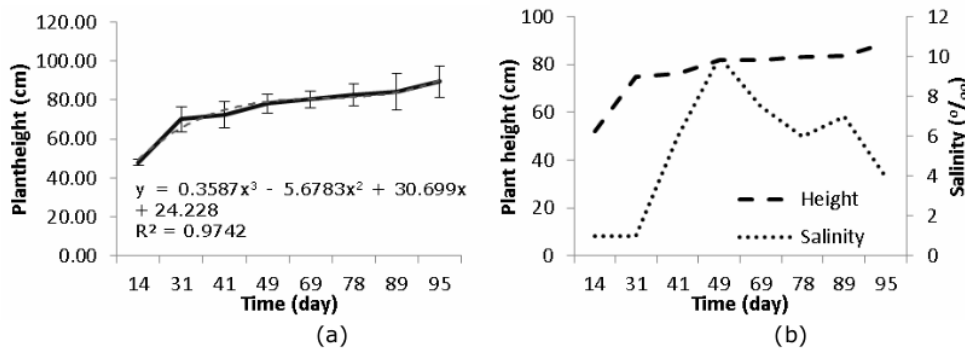 120.00
100.00
80.00
60.00
40.00
20.00
0.00
Plantheight (cm)
y = 0.3587x³ - 5.6783x² + 30.699x
+ 24.228
R² = 0.9742
14 31 41 49 69 78 89 95
Time (day)
(a)
100
80
60
40
20
0
Plant height (cm)
Height
Salinity
12
10
8
6
4
2
0
Salinity (º/ₒₒ)
14 31 41 49 69 78 89 95
Time (day)
(b)